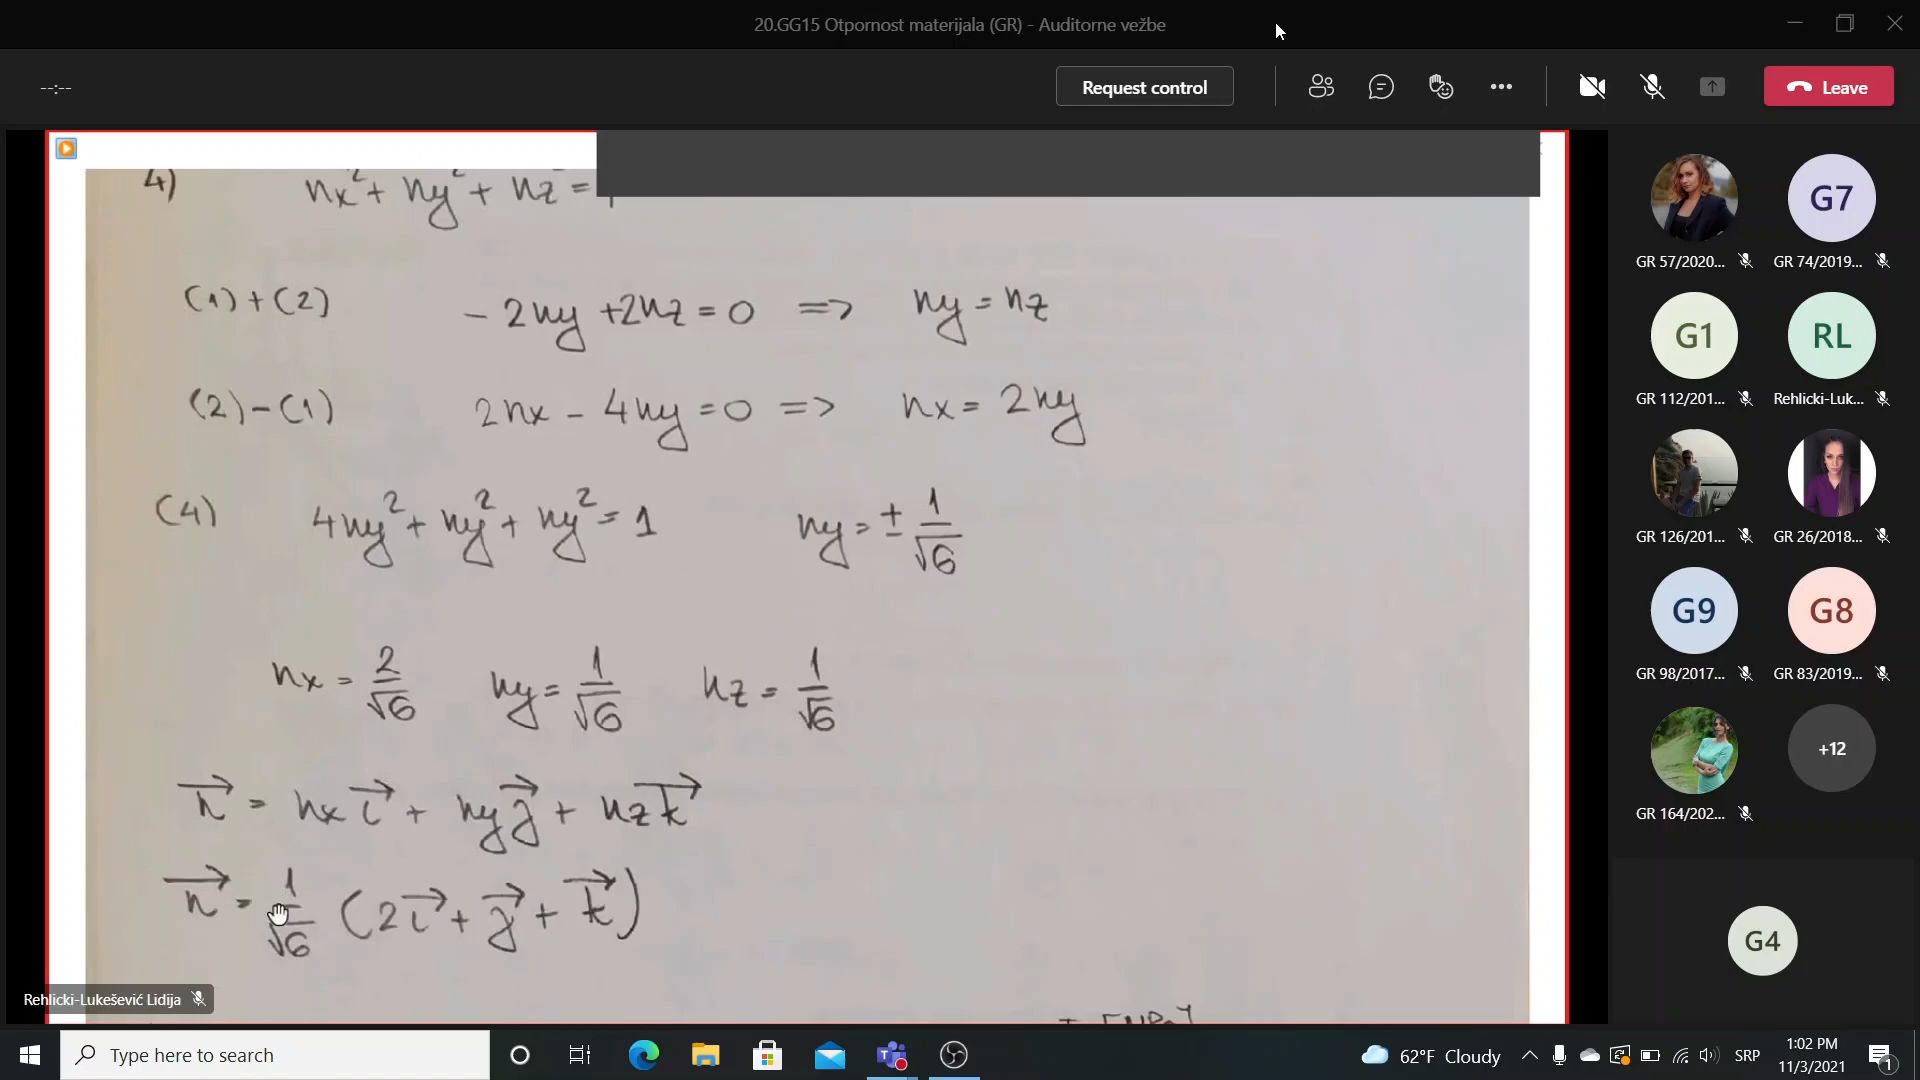 20.GG15 Otpornost materijala (GR) - Auditorne vežbe
--:--
Request control
Leave
4) nx² + ny² + nz² =
(1)+(2) - 2ny + 2nz = 0 => ny = nz
(2)-(1) 2nx - 4ny = 0 => nx = 2ny
(4) 4ny² + ny² + ny² = 1 ny = ± 1/√6
nx = 2/√6 ny = 1/√6 nz = 1/√6
n⃗ = nx i⃗ + ny j⃗ + nz k⃗
n⃗ = 1/√6 (2i⃗ + j⃗ + k⃗)
Rehlicki-Lukešević Lidija
G7
GR 57/2020...
GR 74/2019...
G1
RL
GR 112/201...
Rehlicki-Luk...
GR 126/201...
GR 26/2018...
G9
G8
GR 98/2017...
GR 83/2019...
+12
GR 164/202...
G4
Type here to search
62°F Cloudy
SRP
1:02 PM
11/3/2021
1